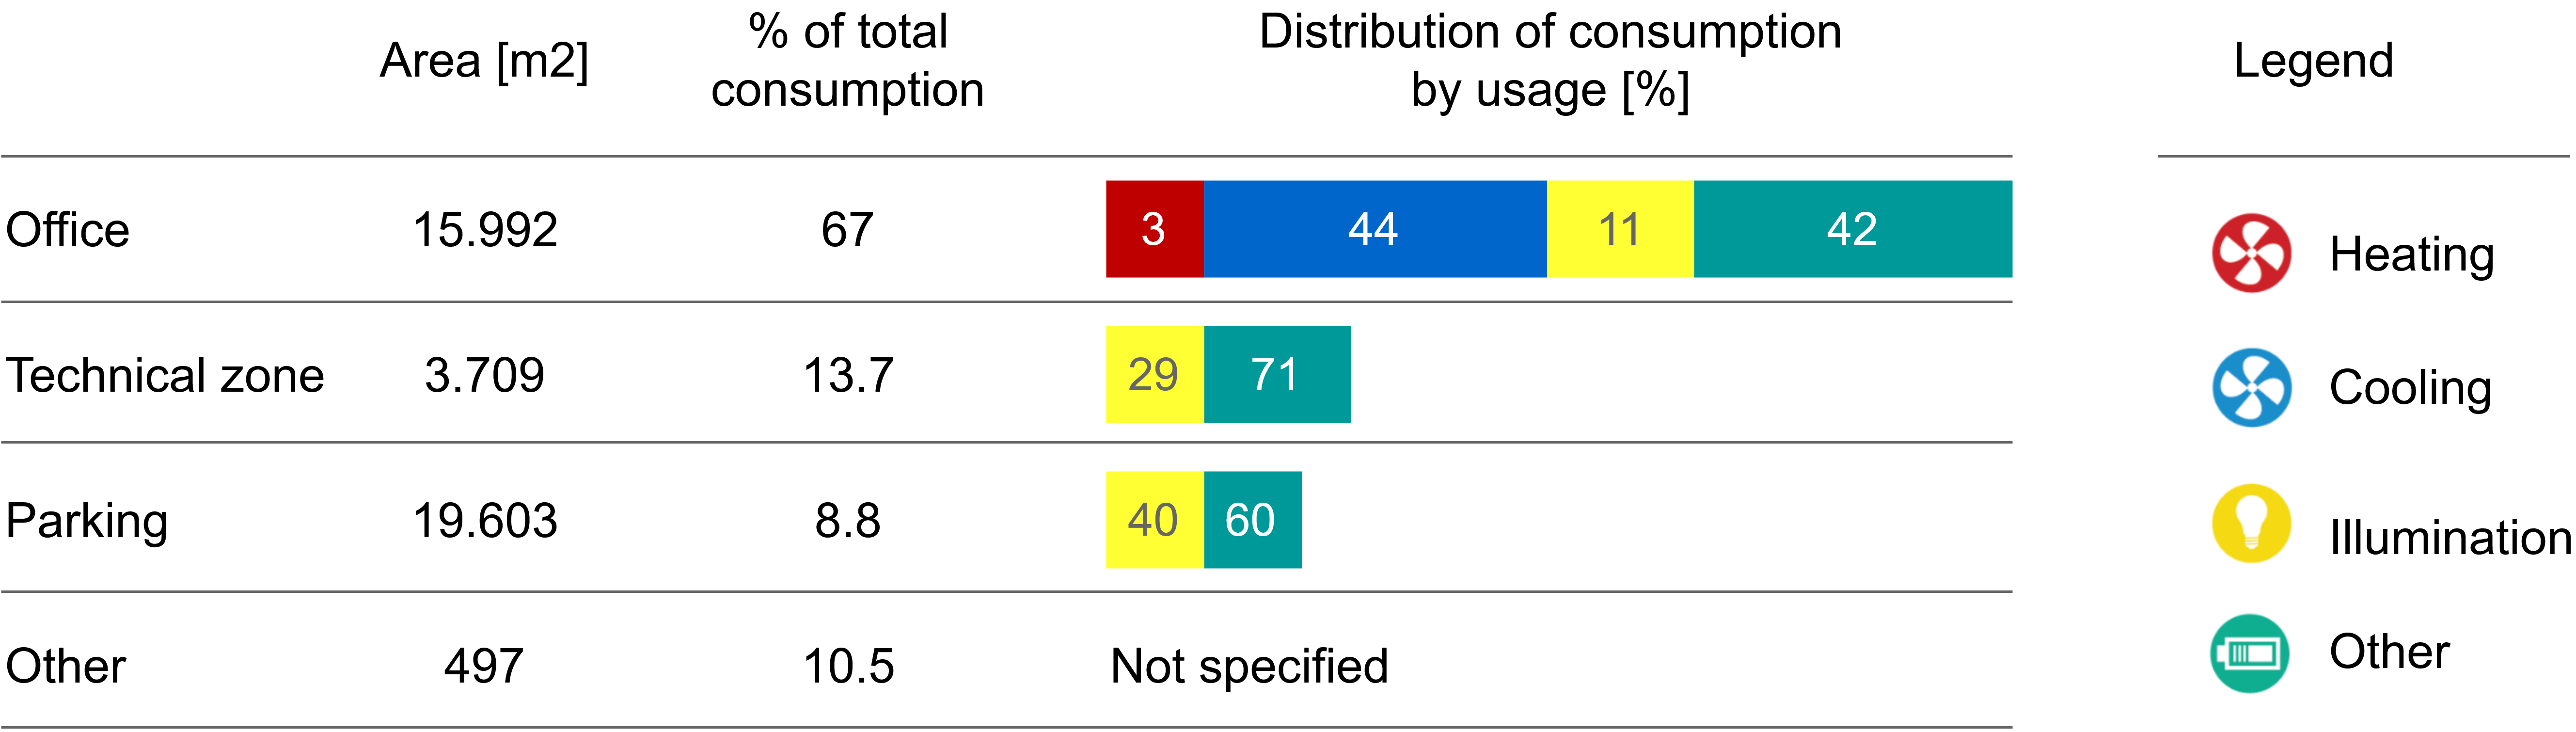 Area [m2]
% of total
consumption
Distribution of consumption
by usage [%]
Legend
Office 15.992 67 3 44 11 42
Technical zone 3.709 13.7 29 71
Parking 19.603 8.8 40 60
Other 497 10.5 Not specified
Heating
Cooling
Illumination
Other